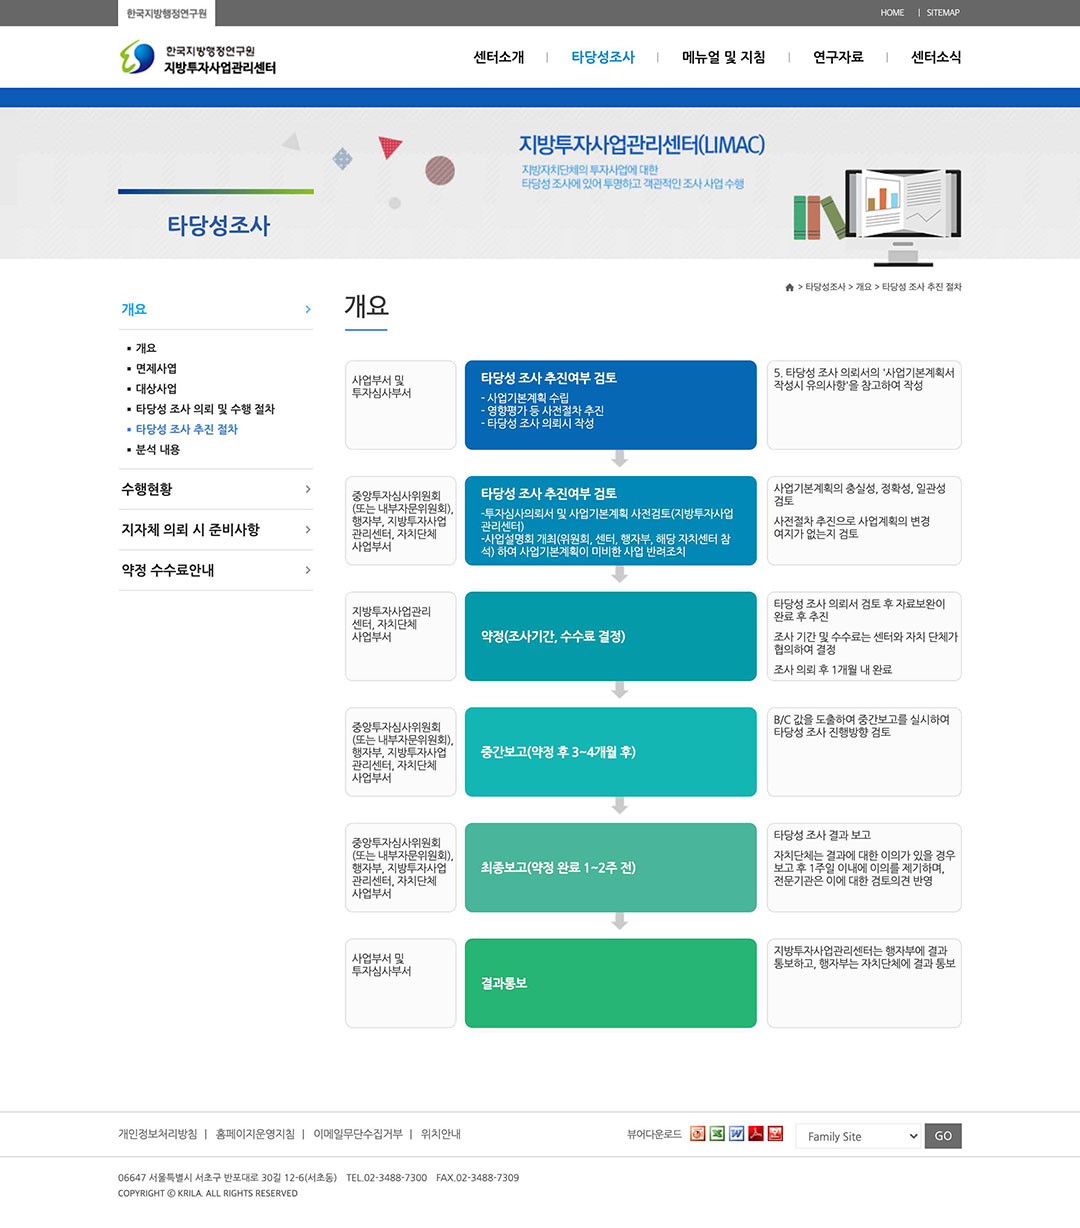 한국지방행정연구원
HOME | SITEMAP
한국지방행정연구원
지방투자사업관리센터
센터소개 | 타당성조사 | 메뉴얼 및 지침 | 연구자료 | 센터소식
지방투자사업관리센터(LIMAC)
지방자치단체의 투자사업에 대한
타당성 조사에 있어 투명하고 객관적인 조사 사업 수행
타당성조사
> 타당성조사 > 개요 > 타당성 조사 추진 절차
개요
개요
면제사업
대상사업
타당성 조사 의뢰 및 수행 절차
타당성 조사 추진 절차
분석 내용
수행현황
지자체 의뢰 시 준비사항
약정 수수료안내
개요
사업부서 및
투자심사부서
타당성 조사 추진여부 검토
- 사업기본계획 수립
- 영향평가 등 사전절차 추진
- 타당성 조사 의뢰시 작성
5. 타당성 조사 의뢰서의 '사업기본계획서
작성시 유의사항'을 참고하여 작성
중앙투자심사위원회
(또는 내부자문위원회),
행자부, 지방투자사업
관리센터, 자치단체
사업부서
타당성 조사 추진여부 검토
-투자심사의뢰서 및 사업기본계획 사전검토(지방투자사업
관리센터)
-사업설명회 개최(위원회, 센터, 행자부, 해당 자치센터 참
석) 하여 사업기본계획이 미비한 사업 반려조치
사업기본계획의 충실성, 정확성, 일관성
검토
사전절차 추진으로 사업계획의 변경
여지가 없는지 검토
지방투자사업관리
센터, 자치단체
사업부서
약정(조사기간, 수수료 결정)
타당성 조사 의뢰서 검토 후 자료보완이
완료 후 추진
조사 기간 및 수수료는 센터와 자치 단체가
협의하여 결정
조사 의뢰 후 1개월 내 완료
중앙투자심사위원회
(또는 내부자문위원회),
행자부, 지방투자사업
관리센터, 자치단체
사업부서
중간보고(약정 후 3~4개월 후)
B/C 값을 도출하여 중간보고를 실시하여
타당성 조사 진행방향 검토
중앙투자심사위원회
(또는 내부자문위원회),
행자부, 지방투자사업
관리센터, 자치단체
사업부서
최종보고(약정 완료 1~2주 전)
타당성 조사 결과 보고
자치단체는 결과에 대한 이의가 있을 경우
보고 후 1주일 이내에 이의를 제기하며,
전문기관은 이에 대한 검토의견 반영
사업부서 및
투자심사부서
결과통보
지방투자사업관리센터는 행자부에 결과
통보하고, 행자부는 자치단체에 결과 통보
개인정보처리방침 | 홈페이지운영지침 | 이메일무단수집거부 | 위치안내
뷰어다운로드
Family Site
GO
06647 서울특별시 서초구 반포대로 30길 12-6(서초동) TEL.02-3488-7300 FAX.02-3488-7309
COPYRIGHT ⓒ KRILA. ALL RIGHTS RESERVED